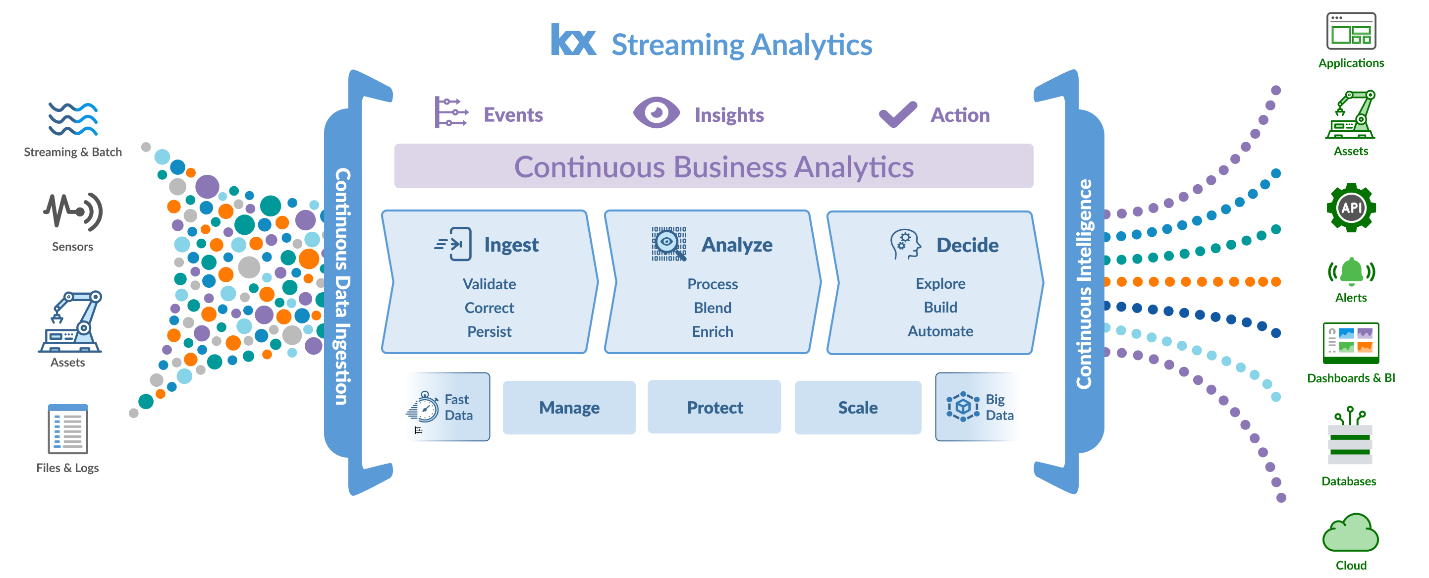 kx Streaming Analytics
Streaming & Batch
Sensors
Assets
Files & Logs
Continuous Data Ingestion
Events
Insights
Action
Continuous Business Analytics
Ingest
Validate
Correct
Persist
Analyze
Process
Blend
Enrich
Decide
Explore
Build
Automate
Fast
Data
Manage
Protect
Scale
Big
Data
Continuous Intelligence
Applications
Assets
API
Alerts
Dashboards & BI
Databases
Cloud